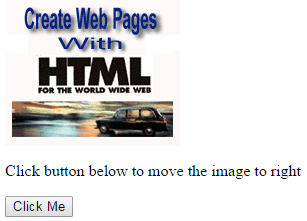 Create Web Pages
With
HTML
FOR THE WORLD WIDE WEB
Click button below to move the image to right
Click Me